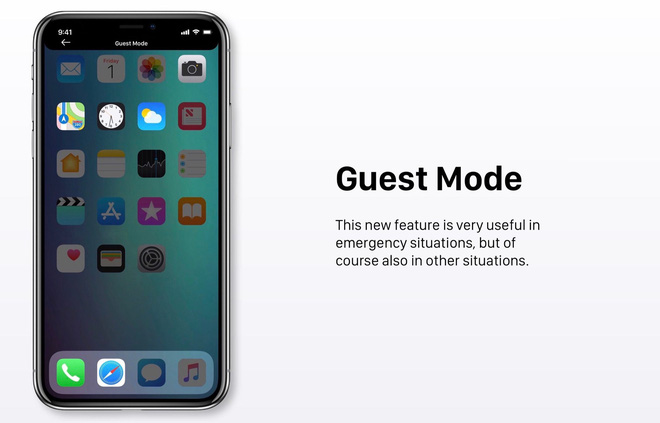 9:41
Guest Mode
Friday
1
Guest Mode
This new feature is very useful in
emergency situations, but of
course also in other situations.